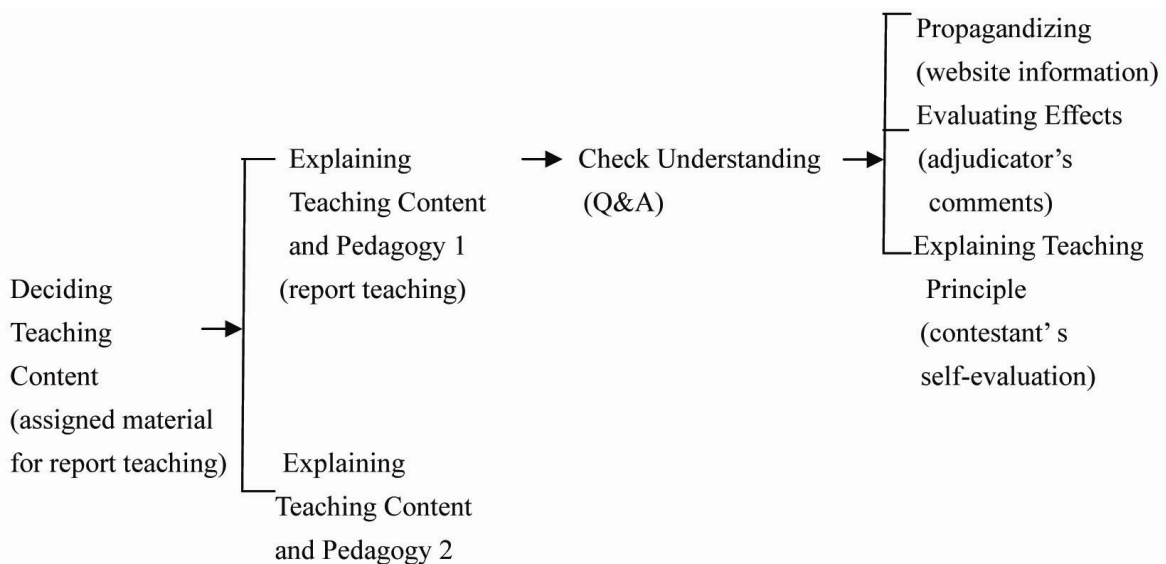 Deciding
Teaching
Content
(assigned material
for report teaching)
Explaining
Teaching Content
and Pedagogy 1
(report teaching)
Explaining
Teaching Content
and Pedagogy 2
Check Understanding
(Q&A)
Propagandizing
(website information)
Evaluating Effects
(adjudicator’s
comments)
Explaining Teaching
Principle
(contestant’ s
self-evaluation)